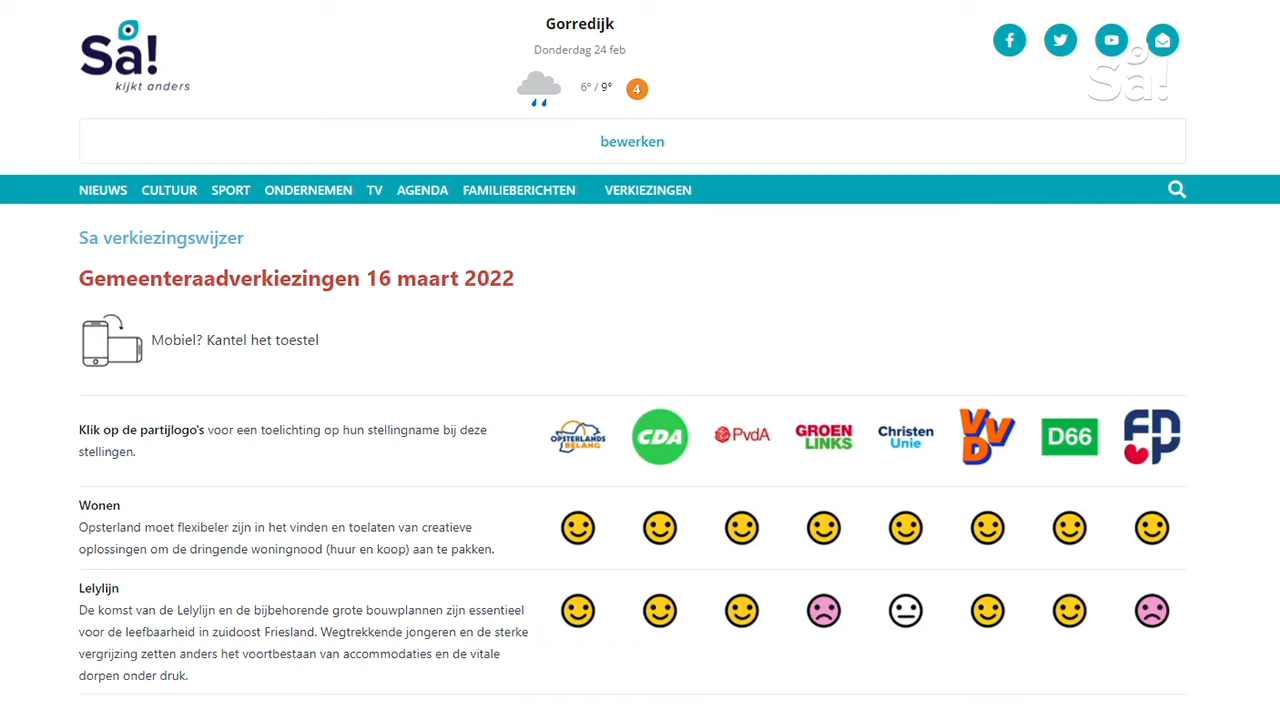 Sa!
kijkt anders
Gorredijk
Donderdag 24 feb
6° / 9°
4
Sa!
bewerken
NIEUWS CULTUUR SPORT ONDERNEMEN TV AGENDA FAMILIEBERICHTEN VERKIEZINGEN
Sa verkiezingswijzer
Gemeenteraadverkiezingen 16 maart 2022
Mobiel? Kantel het toestel
Klik op de partijlogo's voor een toelichting op hun stellingname bij deze
stellingen.
OPSTERLANDS
BELANG
CDA
PvdA
GROEN
LINKS
Christen
Unie
VVD
D66
FNP
Wonen
Opsterland moet flexibeler zijn in het vinden en toelaten van creatieve
oplossingen om de dringende woningnood (huur en koop) aan te pakken.
Lelylijn
De komst van de Lelylijn en de bijbehorende grote bouwplannen zijn essentieel
voor de leefbaarheid in zuidoost Friesland. Wegtrekkende jongeren en de sterke
vergrijzing zetten anders het voortbestaan van accommodaties en de vitale
dorpen onder druk.